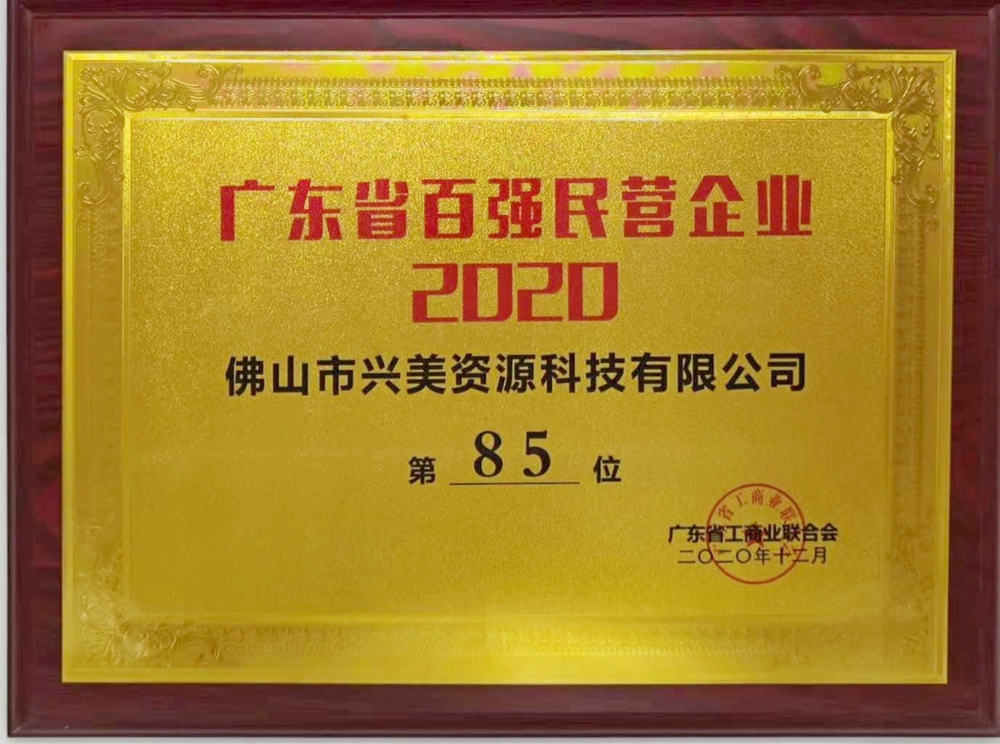 广东省百强民营企业
2020
佛山市兴美资源科技有限公司
第 85 位
广东省工商业联合会
二〇二〇年十二月